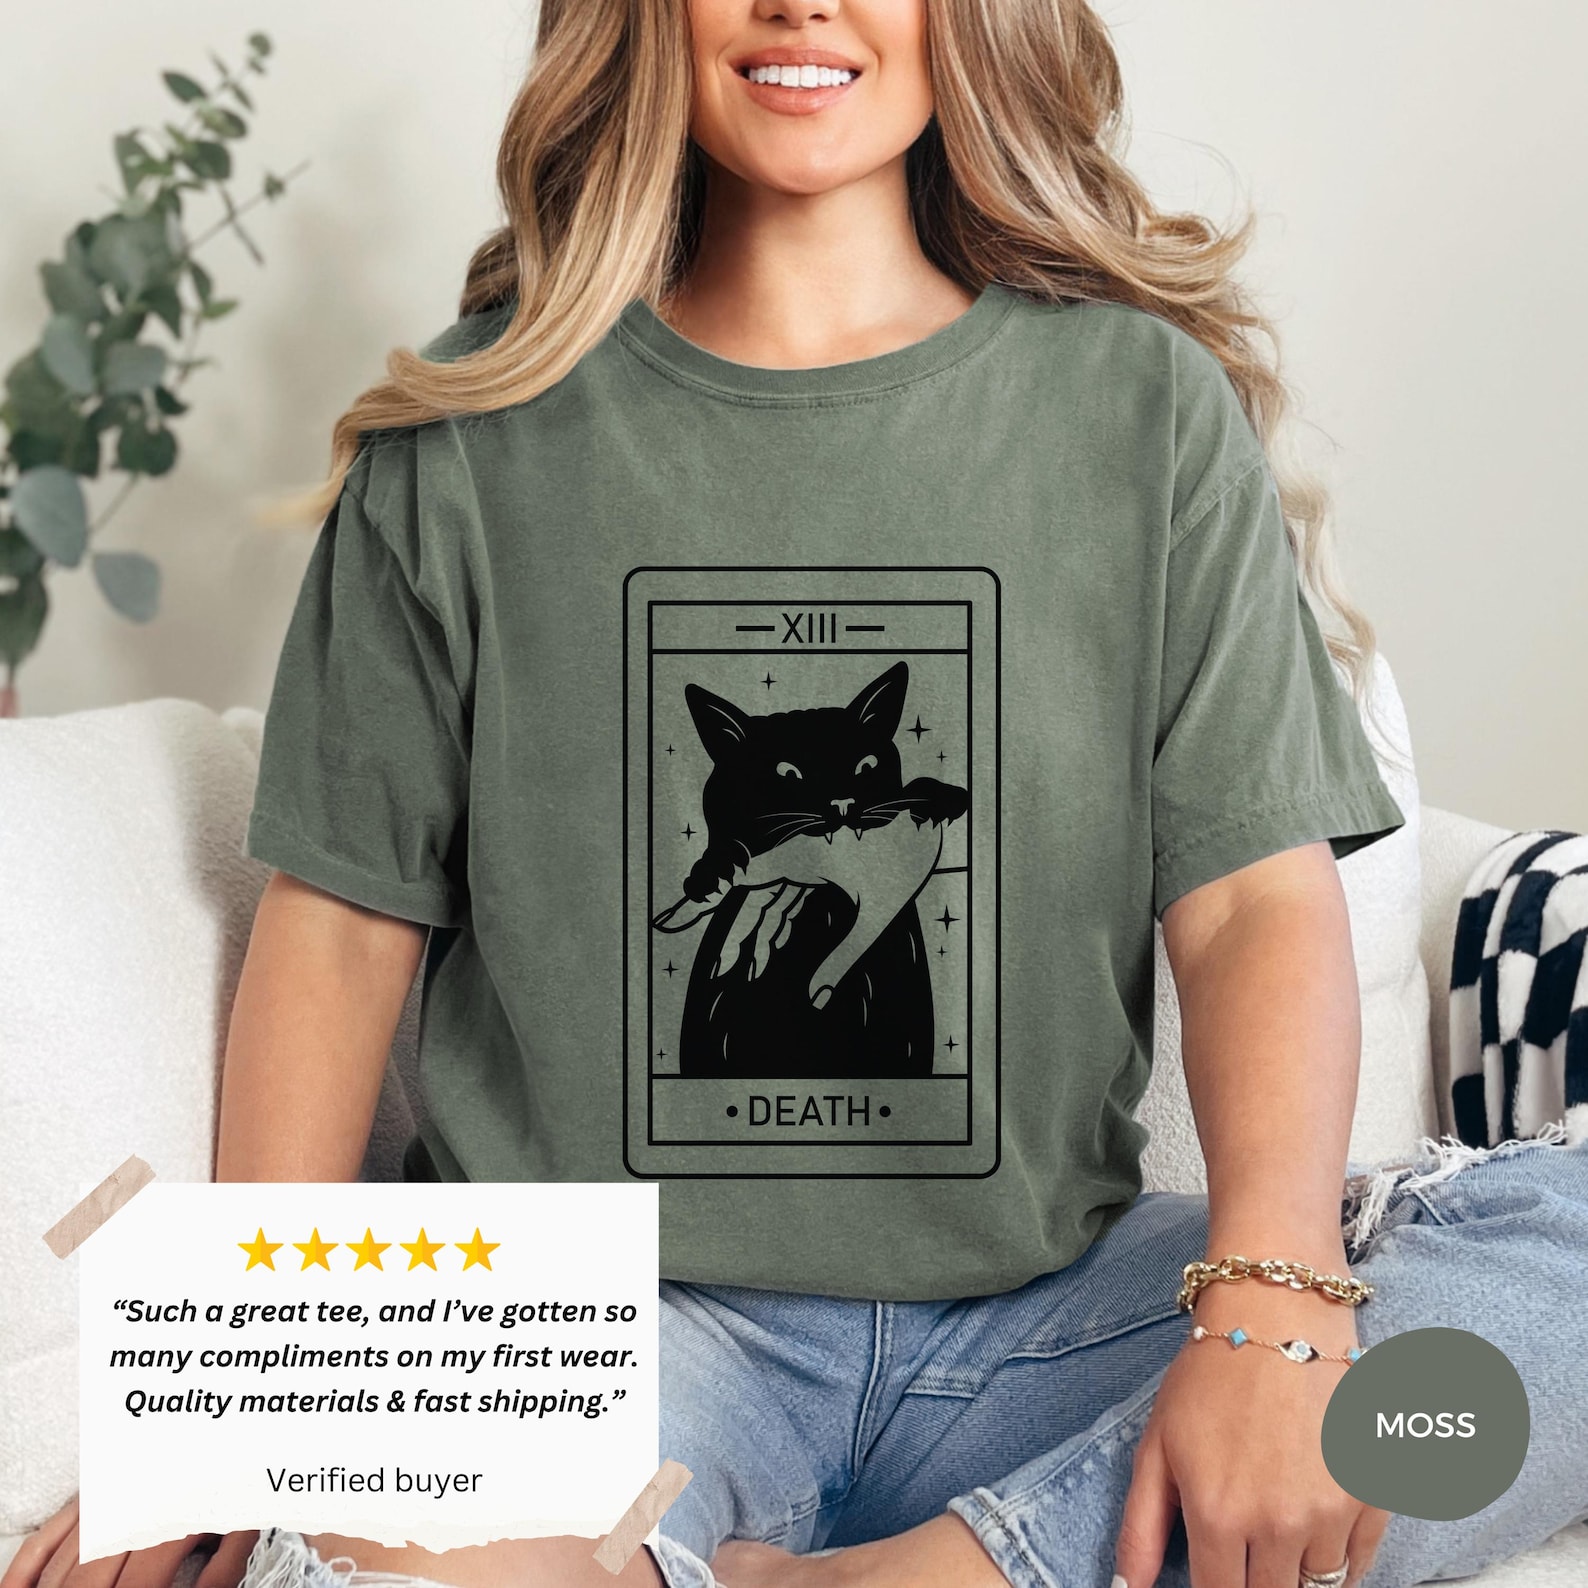 XIII
• DEATH •
“Such a great tee, and I’ve gotten so
many compliments on my first wear.
Quality materials & fast shipping.”
Verified buyer
MOSS